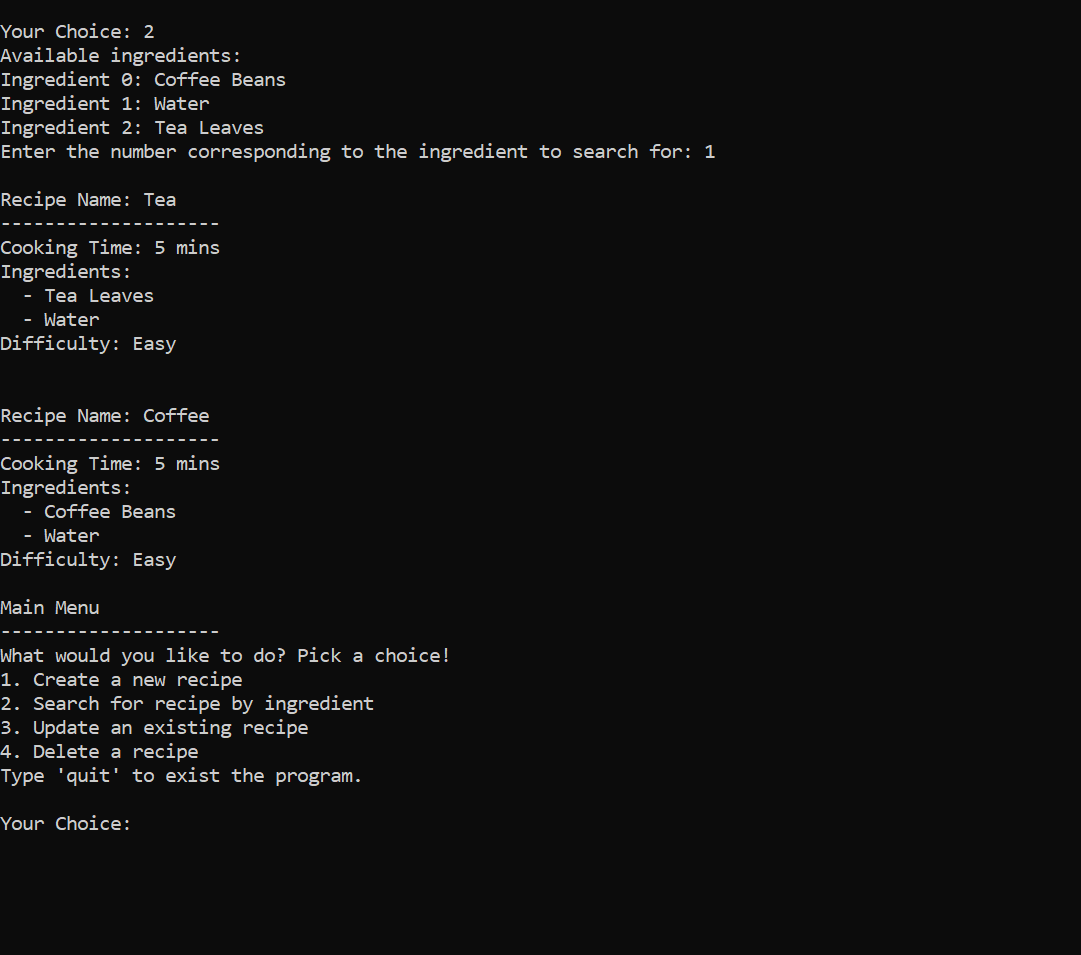 Your Choice: 2
Available ingredients:
Ingredient 0: Coffee Beans
Ingredient 1: Water
Ingredient 2: Tea Leaves
Enter the number corresponding to the ingredient to search for: 1

Recipe Name: Tea
--------------------
Cooking Time: 5 mins
Ingredients:
  - Tea Leaves
  - Water
Difficulty: Easy


Recipe Name: Coffee
--------------------
Cooking Time: 5 mins
Ingredients:
  - Coffee Beans
  - Water
Difficulty: Easy

Main Menu
--------------------
What would you like to do? Pick a choice!
1. Create a new recipe
2. Search for recipe by ingredient
3. Update an existing recipe
4. Delete a recipe
Type 'quit' to exist the program.

Your Choice: